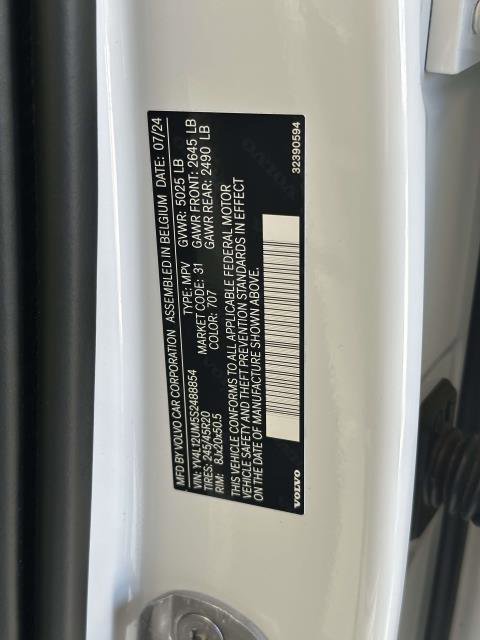 MFD BY VOLVO CAR CORPORATION ASSEMBLED IN BELGIUM DATE: 07/24
VIN: YV4L12UM5S2488854 TYPE: MPV GVWR: 5025 LB
TIRES: 245/45R20 MARKET CODE: 31 GAWR FRONT: 2645 LB
RIM: 8Jx20x50.5 COLOR: 707 GAWR REAR: 2490 LB
THIS VEHICLE CONFORMS TO ALL APPLICABLE FEDERAL MOTOR
VEHICLE SAFETY AND THEFT PREVENTION STANDARDS IN EFFECT
ON THE DATE OF MANUFACTURE SHOWN ABOVE.
VOLVO 32390594